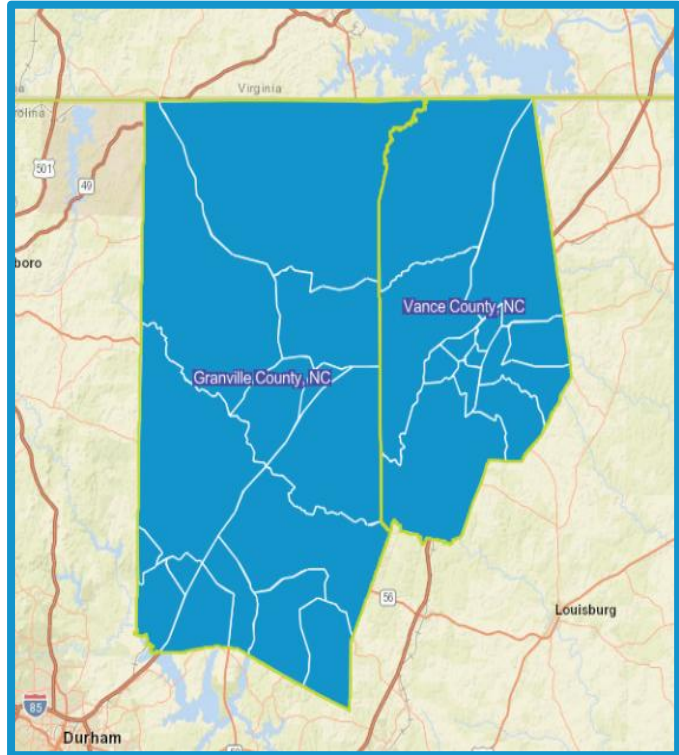 Virginia
rolina
501
49
boro
Vance County, NC
Granville County, NC
56
Louisburg
85
Durham